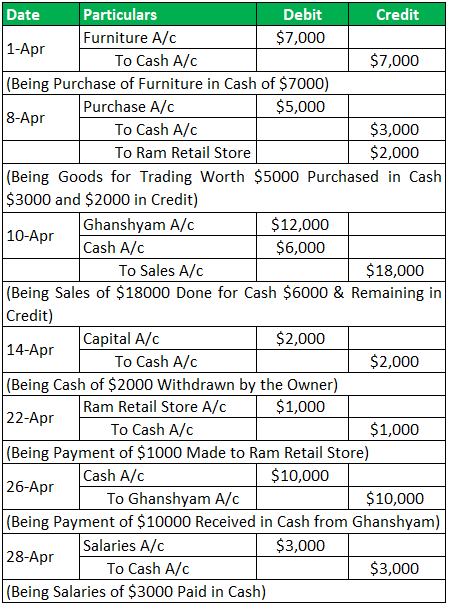 Date Particulars Debit Credit
1-Apr Furniture A/c $7,000
To Cash A/c $7,000
(Being Purchase of Furniture in Cash of $7000)
8-Apr Purchase A/c $5,000
To Cash A/c $3,000
To Ram Retail Store $2,000
(Being Goods for Trading Worth $5000 Purchased in Cash
$3000 and $2000 in Credit)
10-Apr Ghanshyam A/c $12,000
Cash A/c $6,000
To Sales A/c $18,000
(Being Sales of $18000 Done for Cash $6000 & Remaining in
Credit)
14-Apr Capital A/c $2,000
To Cash A/c $2,000
(Being Cash of $2000 Withdrawn by the Owner)
22-Apr Ram Retail Store A/c $1,000
To Cash A/c $1,000
(Being Payment of $1000 Made to Ram Retail Store)
26-Apr Cash A/c $10,000
To Ghanshyam A/c $10,000
(Being Payment of $10000 Received in Cash from Ghanshyam)
28-Apr Salaries A/c $3,000
To Cash A/c $3,000
(Being Salaries of $3000 Paid in Cash)